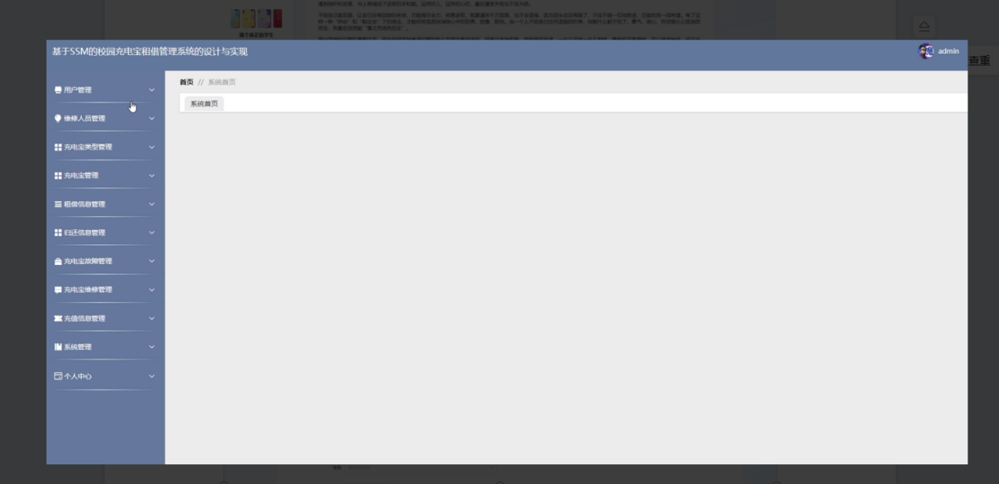 基于SSM的校园充电宝租借管理系统的设计与实现
admin
查重
首页 // 系统首页
系统首页
用户管理
维修人员管理
充电宝类型管理
充电宝管理
租借信息管理
归还信息管理
充电宝故障管理
充电宝维修管理
充值信息管理
系统管理
个人中心